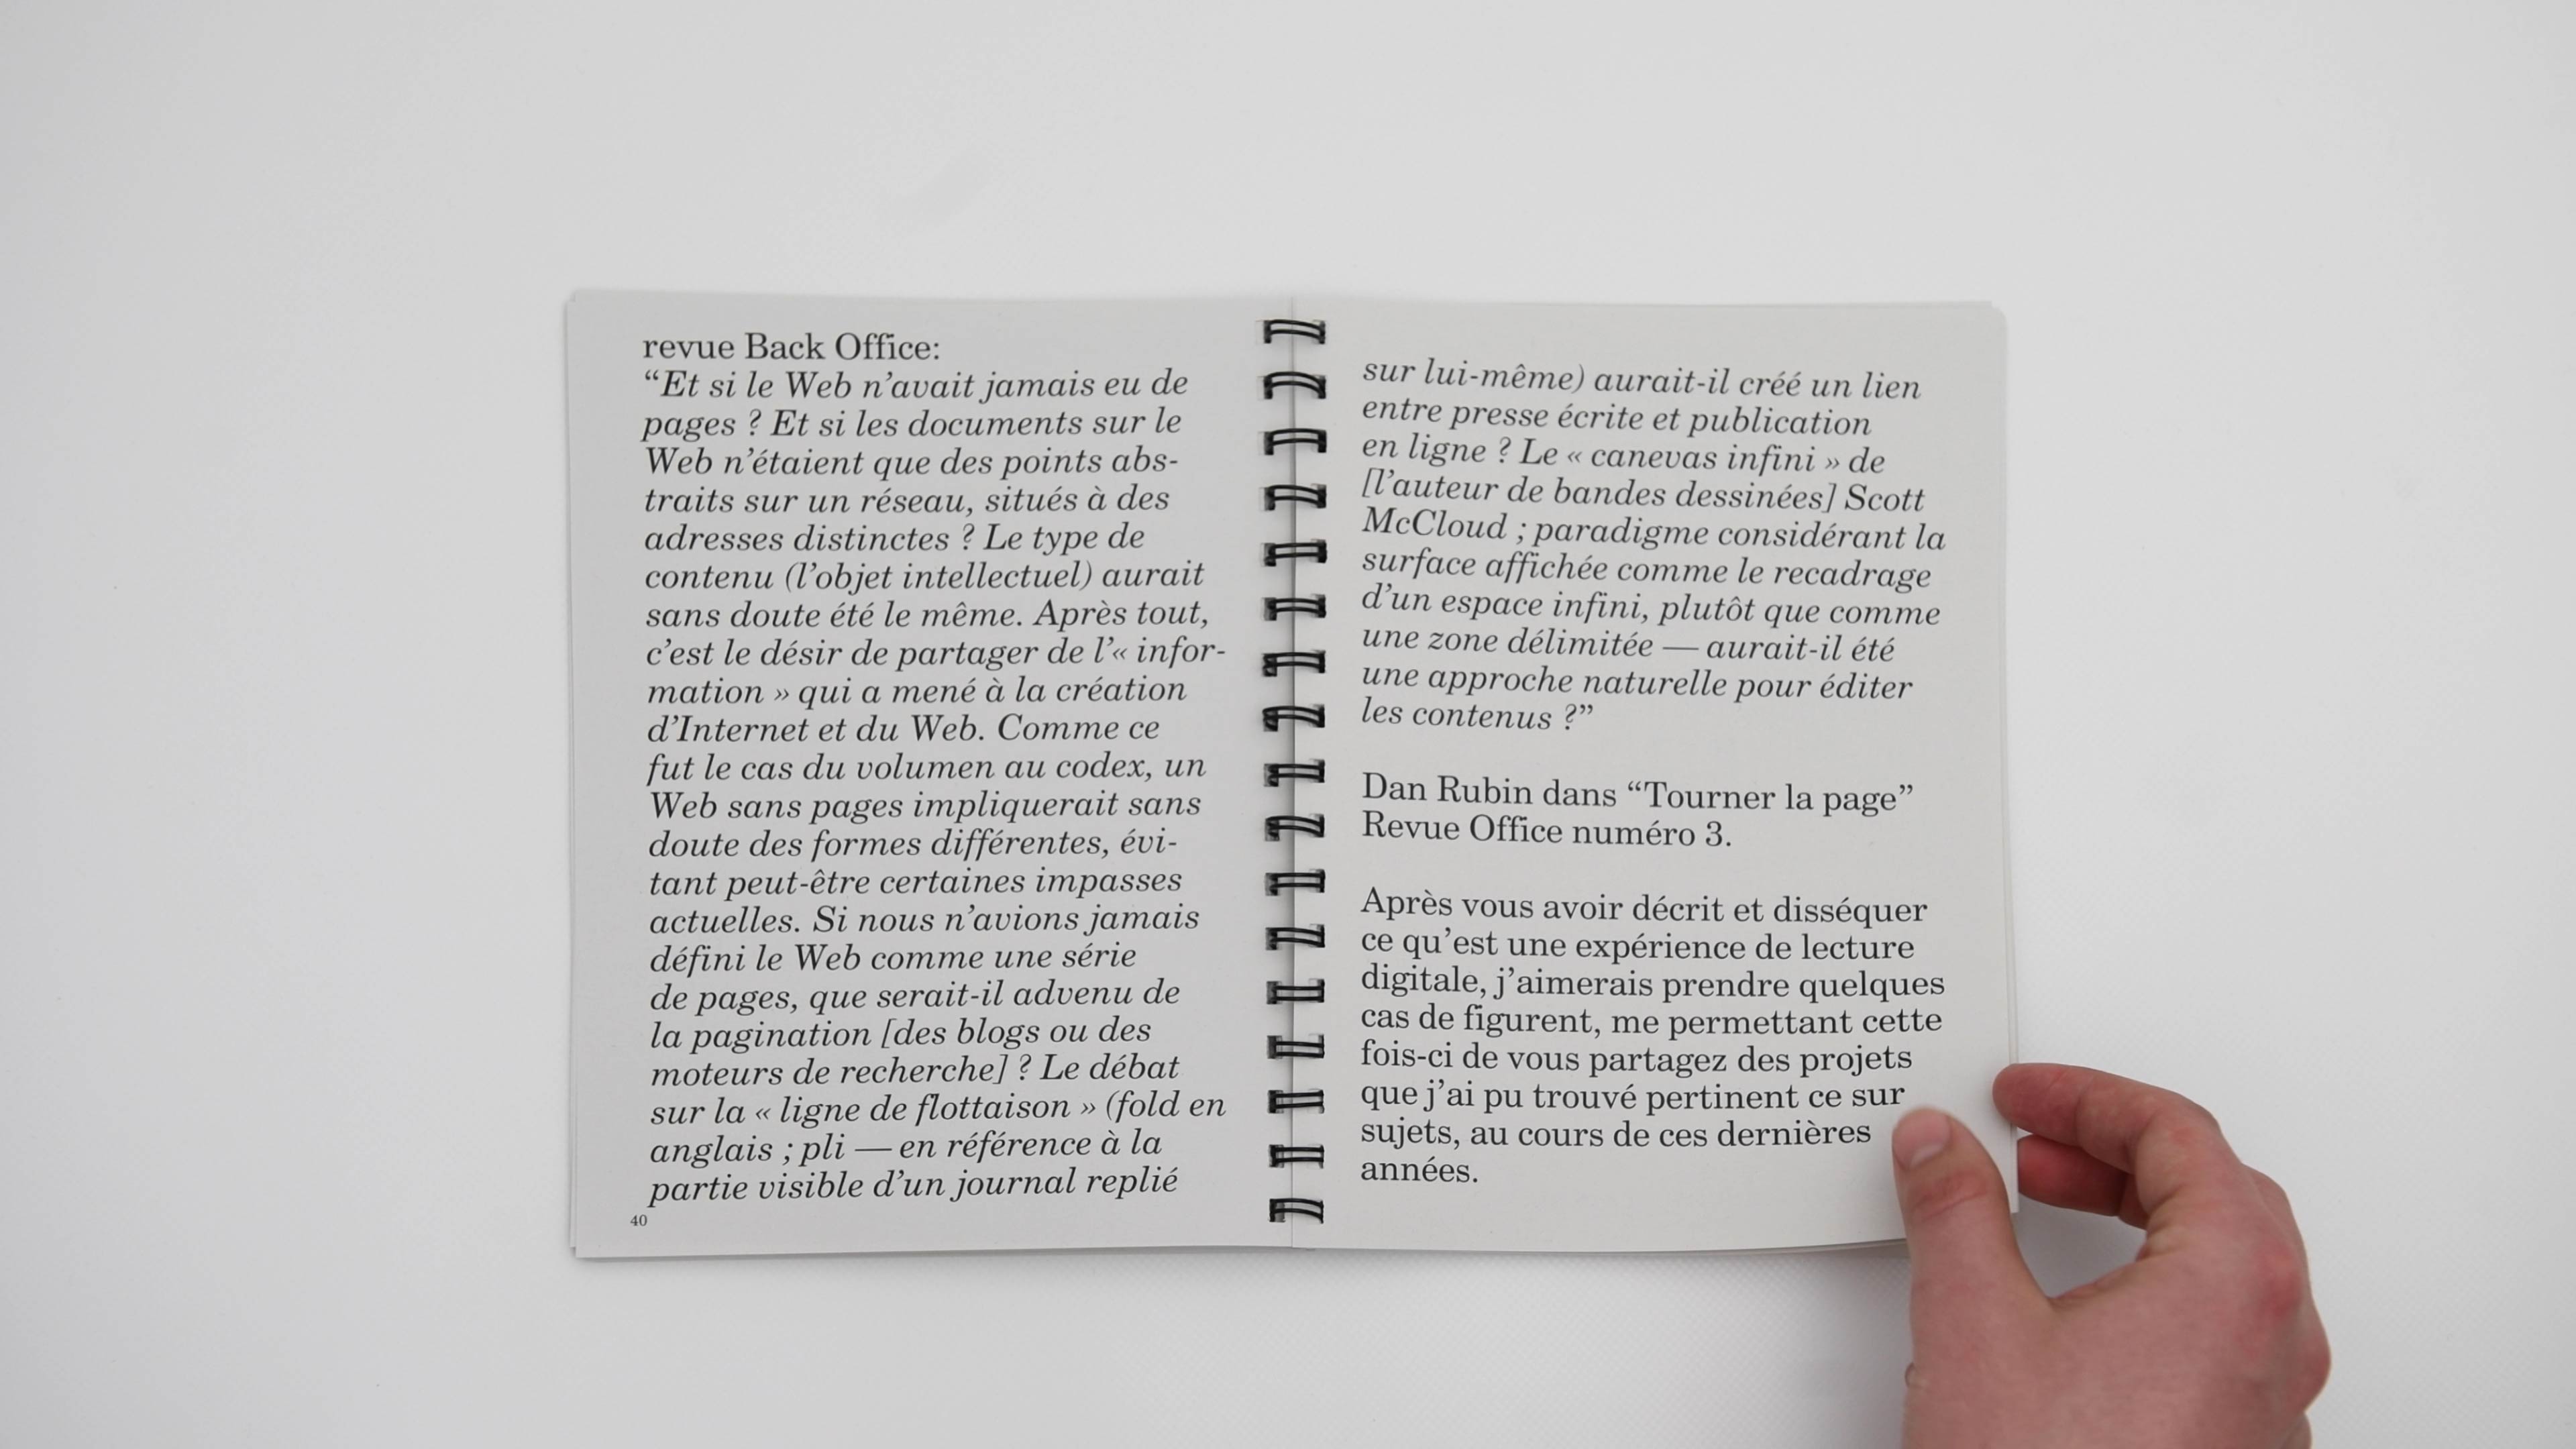 revue Back Office:
“Et si le Web n’avait jamais eu de
pages ? Et si les documents sur le
Web n’étaient que des points abs-
traits sur un réseau, situés à des
adresses distinctes ? Le type de
contenu (l’objet intellectuel) aurait
sans doute été le même. Après tout,
c’est le désir de partager de l’« infor-
mation » qui a mené à la création
d’Internet et du Web. Comme ce
fut le cas du volumen au codex, un
Web sans pages impliquerait sans
doute des formes différentes, évi-
tant peut-être certaines impasses
actuelles. Si nous n’avions jamais
défini le Web comme une série
de pages, que serait-il advenu de
la pagination [des blogs ou des
moteurs de recherche] ? Le débat
sur la « ligne de flottaison » (fold en
anglais ; pli — en référence à la
partie visible d’un journal replié
40
sur lui-même) aurait-il créé un lien
entre presse écrite et publication
en ligne ? Le « canevas infini » de
[l’auteur de bandes dessinées] Scott
McCloud ; paradigme considérant la
surface affichée comme le recadrage
d’un espace infini, plutôt que comme
une zone délimitée — aurait-il été
une approche naturelle pour éditer
les contenus ?”
Dan Rubin dans “Tourner la page”
Revue Office numéro 3.
Après vous avoir décrit et disséquer
ce qu’est une expérience de lecture
digitale, j’aimerais prendre quelques
cas de figurent, me permettant cette
fois-ci de vous partagez des projets
que j’ai pu trouvé pertinent ce sur
sujets, au cours de ces dernières
années.